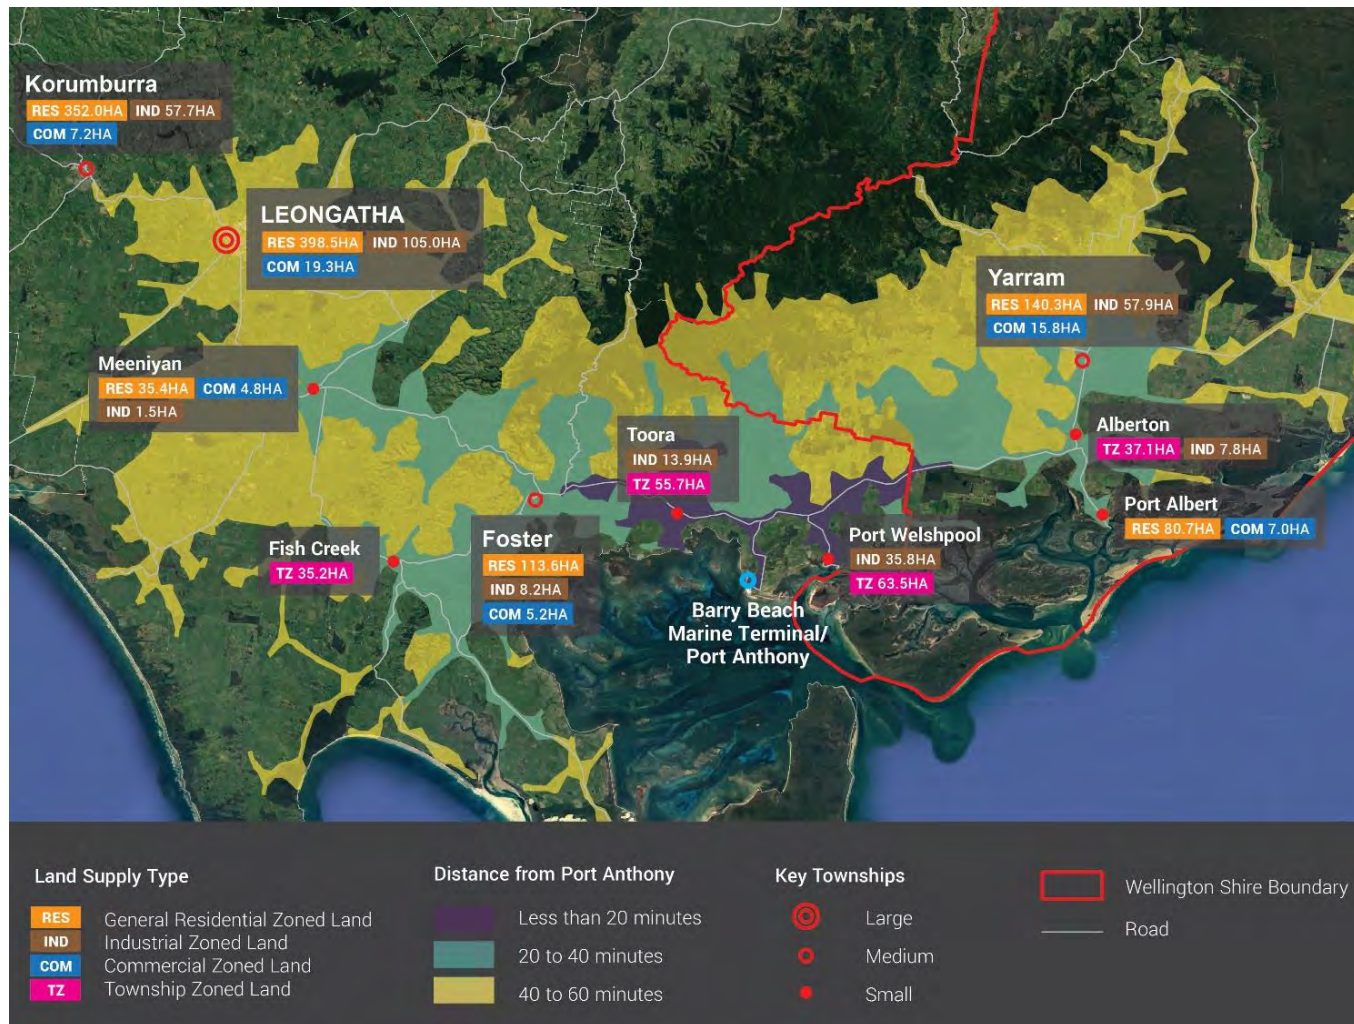 Korumburra
RES 352.0HA IND 57.7HA
COM 7.2HA
LEONGATHA
RES 398.5HA IND 105.0HA
COM 19.3HA
Yarram
RES 140.3HA IND 57.9HA
COM 15.8HA
Meeniyan
RES 35.4HA COM 4.8HA
IND 1.5HA
Toora
IND 13.9HA
TZ 55.7HA
Alberton
TZ 37.1HA IND 7.8HA
Port Albert
RES 80.7HA COM 7.0HA
Fish Creek
TZ 35.2HA
Foster
RES 113.6HA
IND 8.2HA
COM 5.2HA
Port Welshpool
IND 35.8HA
TZ 63.5HA
Barry Beach
Marine Terminal/
Port Anthony
Land Supply Type
RES General Residential Zoned Land
IND Industrial Zoned Land
COM Commercial Zoned Land
TZ Township Zoned Land
Distance from Port Anthony
Less than 20 minutes
20 to 40 minutes
40 to 60 minutes
Key Townships
Large
Medium
Small
Wellington Shire Boundary
Road